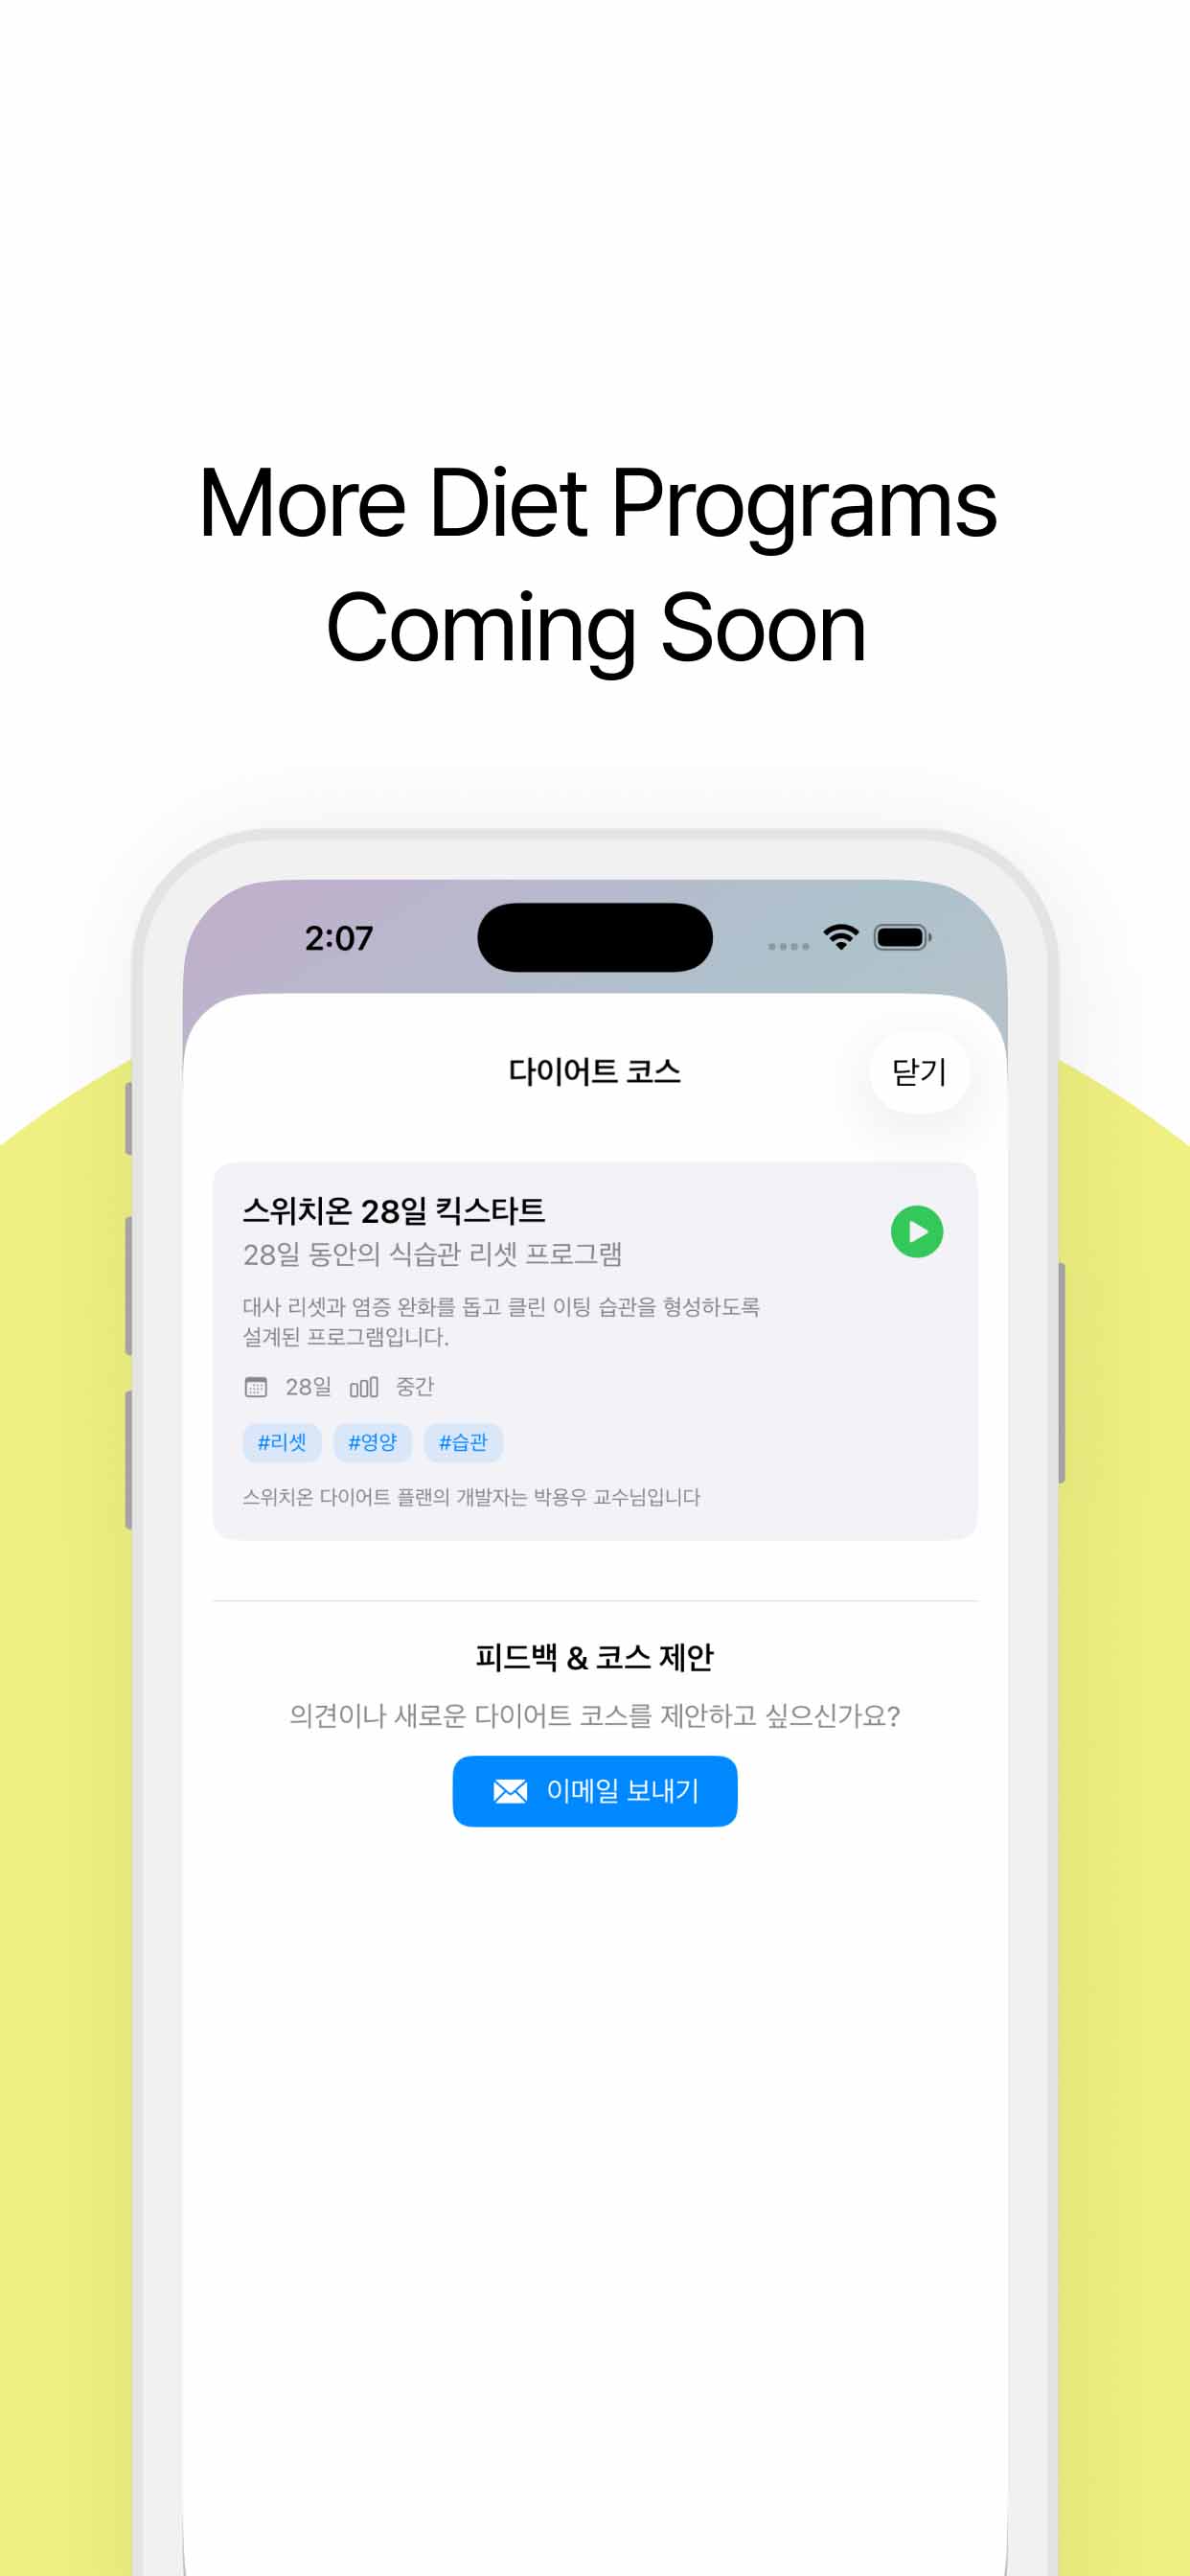 More Diet Programs
Coming Soon
2:07
다이어트 코스
닫기
스위치온 28일 킥스타트
28일 동안의 식습관 리셋 프로그램
대사 리셋과 염증 완화를 돕고 클린 이팅 습관을 형성하도록
설계된 프로그램입니다.
28일 중간
#리셋 #영양 #습관
스위치온 다이어트 플랜의 개발자는 박용우 교수님입니다
피드백 & 코스 제안
의견이나 새로운 다이어트 코스를 제안하고 싶으신가요?
이메일 보내기